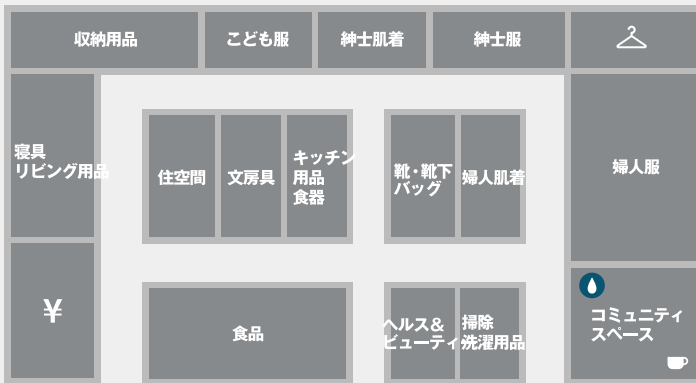 収納用品
こども服
紳士肌着
紳士服
寝具
リビング用品
住空間
文房具
キッチン
用品
食器
靴・靴下
バッグ
婦人肌着
婦人服
¥
食品
ヘルス&
ビューティ
掃除
洗濯用品
コミュニティ
スペース